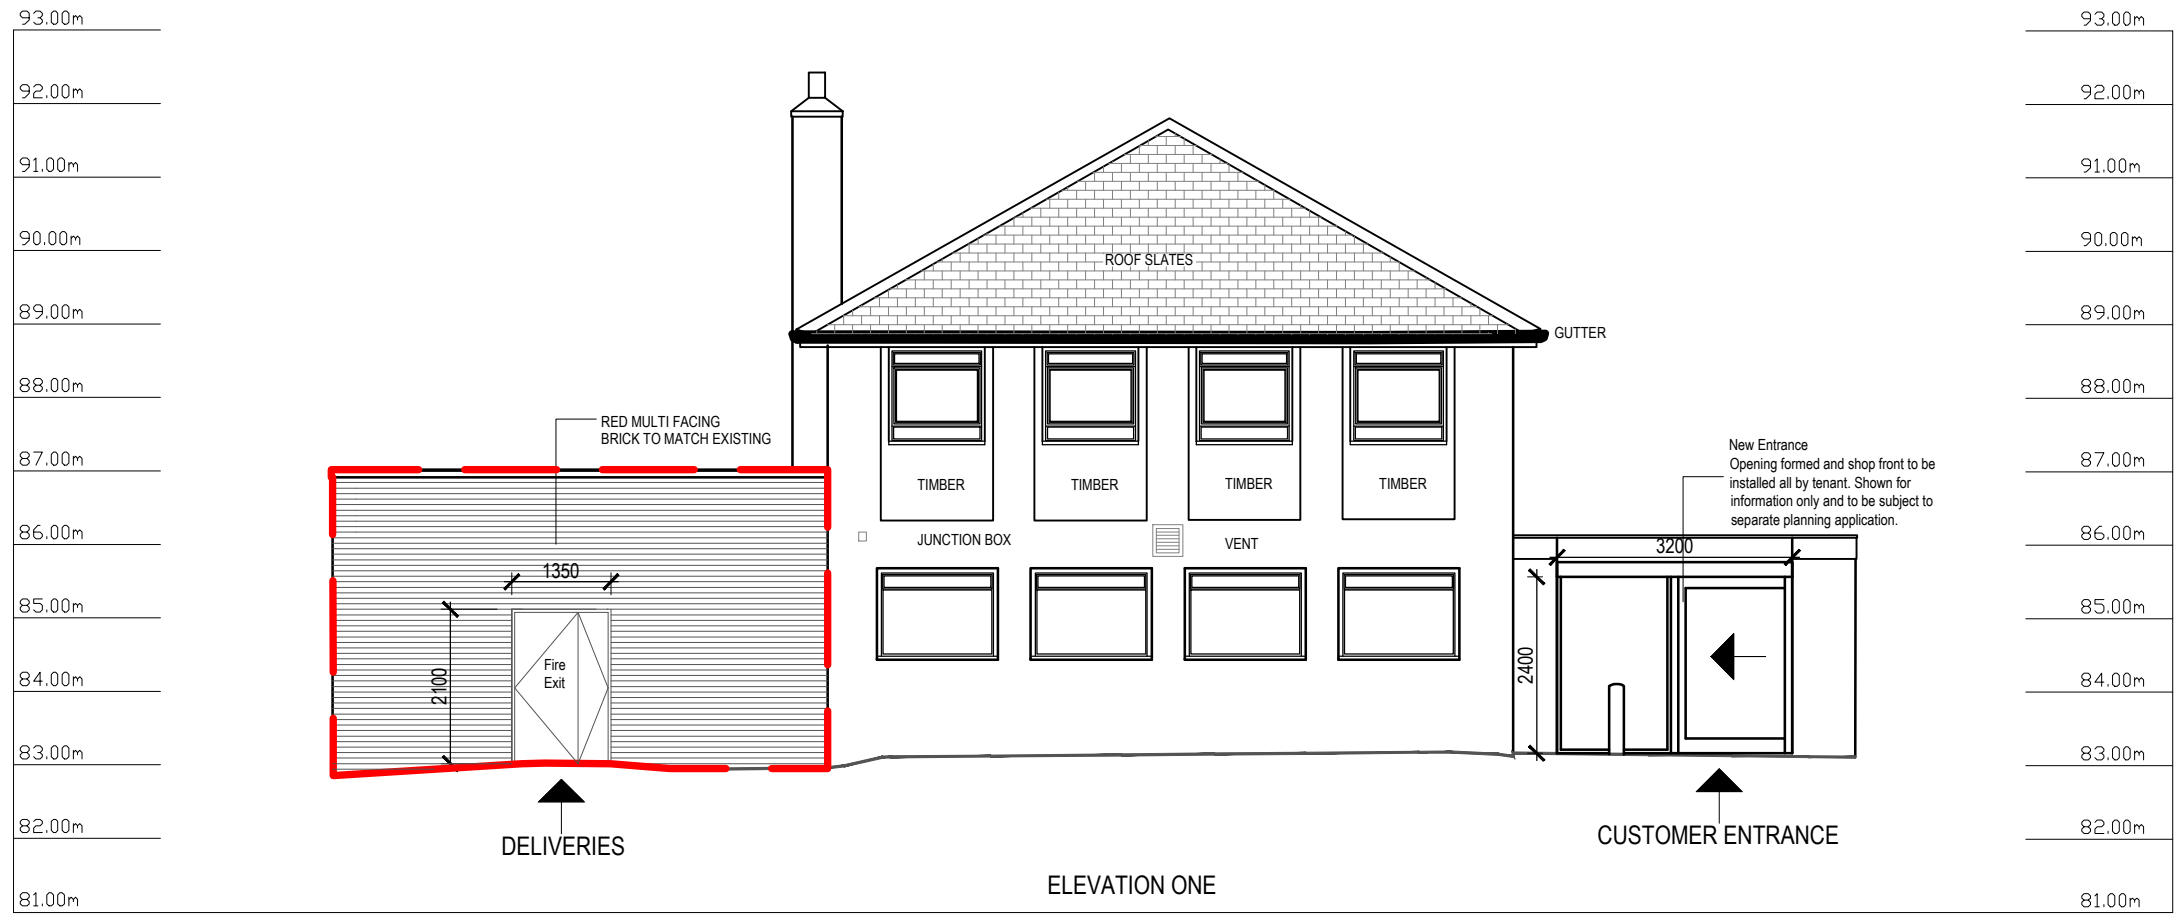 93.00m
93.00m
92.00m
92.00m
91.00m
91.00m
90.00m
90.00m
ROOF SLATES
89.00m
89.00m
GUTTER
88.00m
88.00m
RED MULTI FACING
BRICK TO MATCH EXISTING
New Entrance
Opening formed and shop front to be
installed all by tenant. Shown for
information only and to be subject to
separate planning application.
87.00m
87.00m
TIMBER
TIMBER
TIMBER
TIMBER
86.00m
86.00m
JUNCTION BOX
VENT
3200
1350
85.00m
85.00m
Fire
Exit
2100
2400
84.00m
84.00m
83.00m
83.00m
82.00m
82.00m
DELIVERIES
CUSTOMER ENTRANCE
ELEVATION ONE
81.00m
81.00m